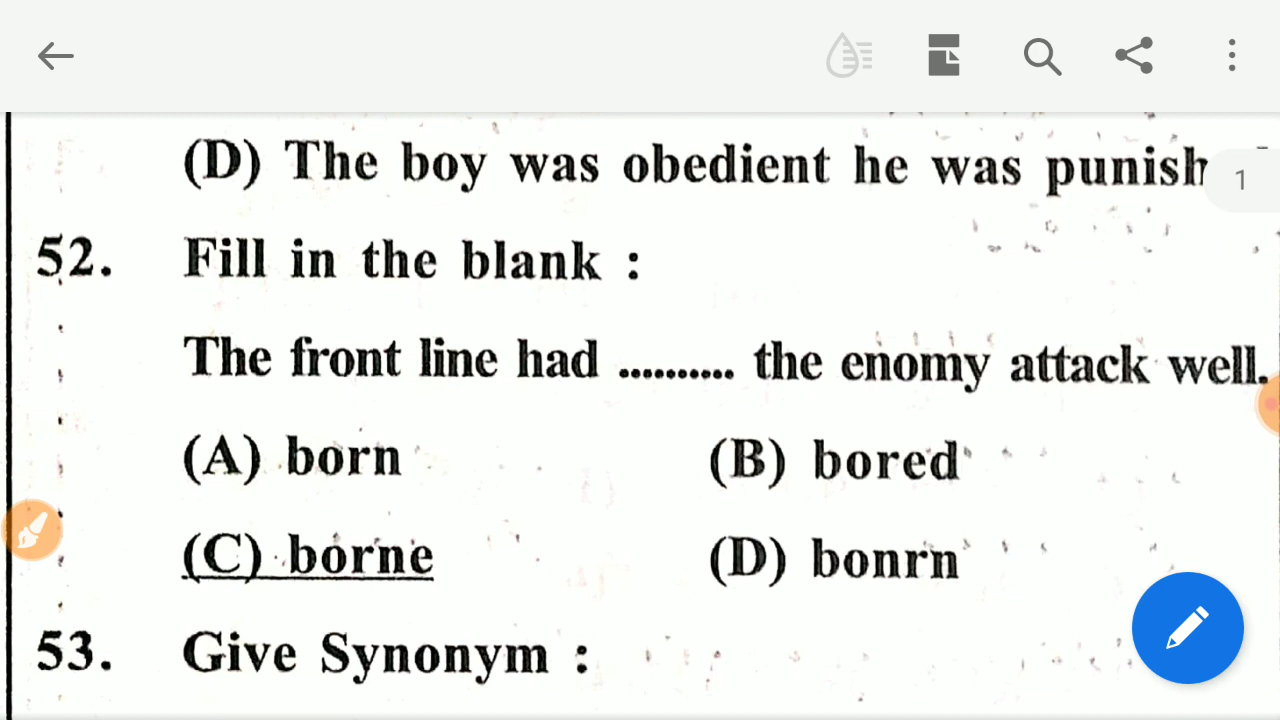 (D) The boy was obedient he was punish
1
52. Fill in the blank :
The front line had .......... the enomy attack well.
(A) born (B) bored
(C) borne (D) bonrn
53. Give Synonym :